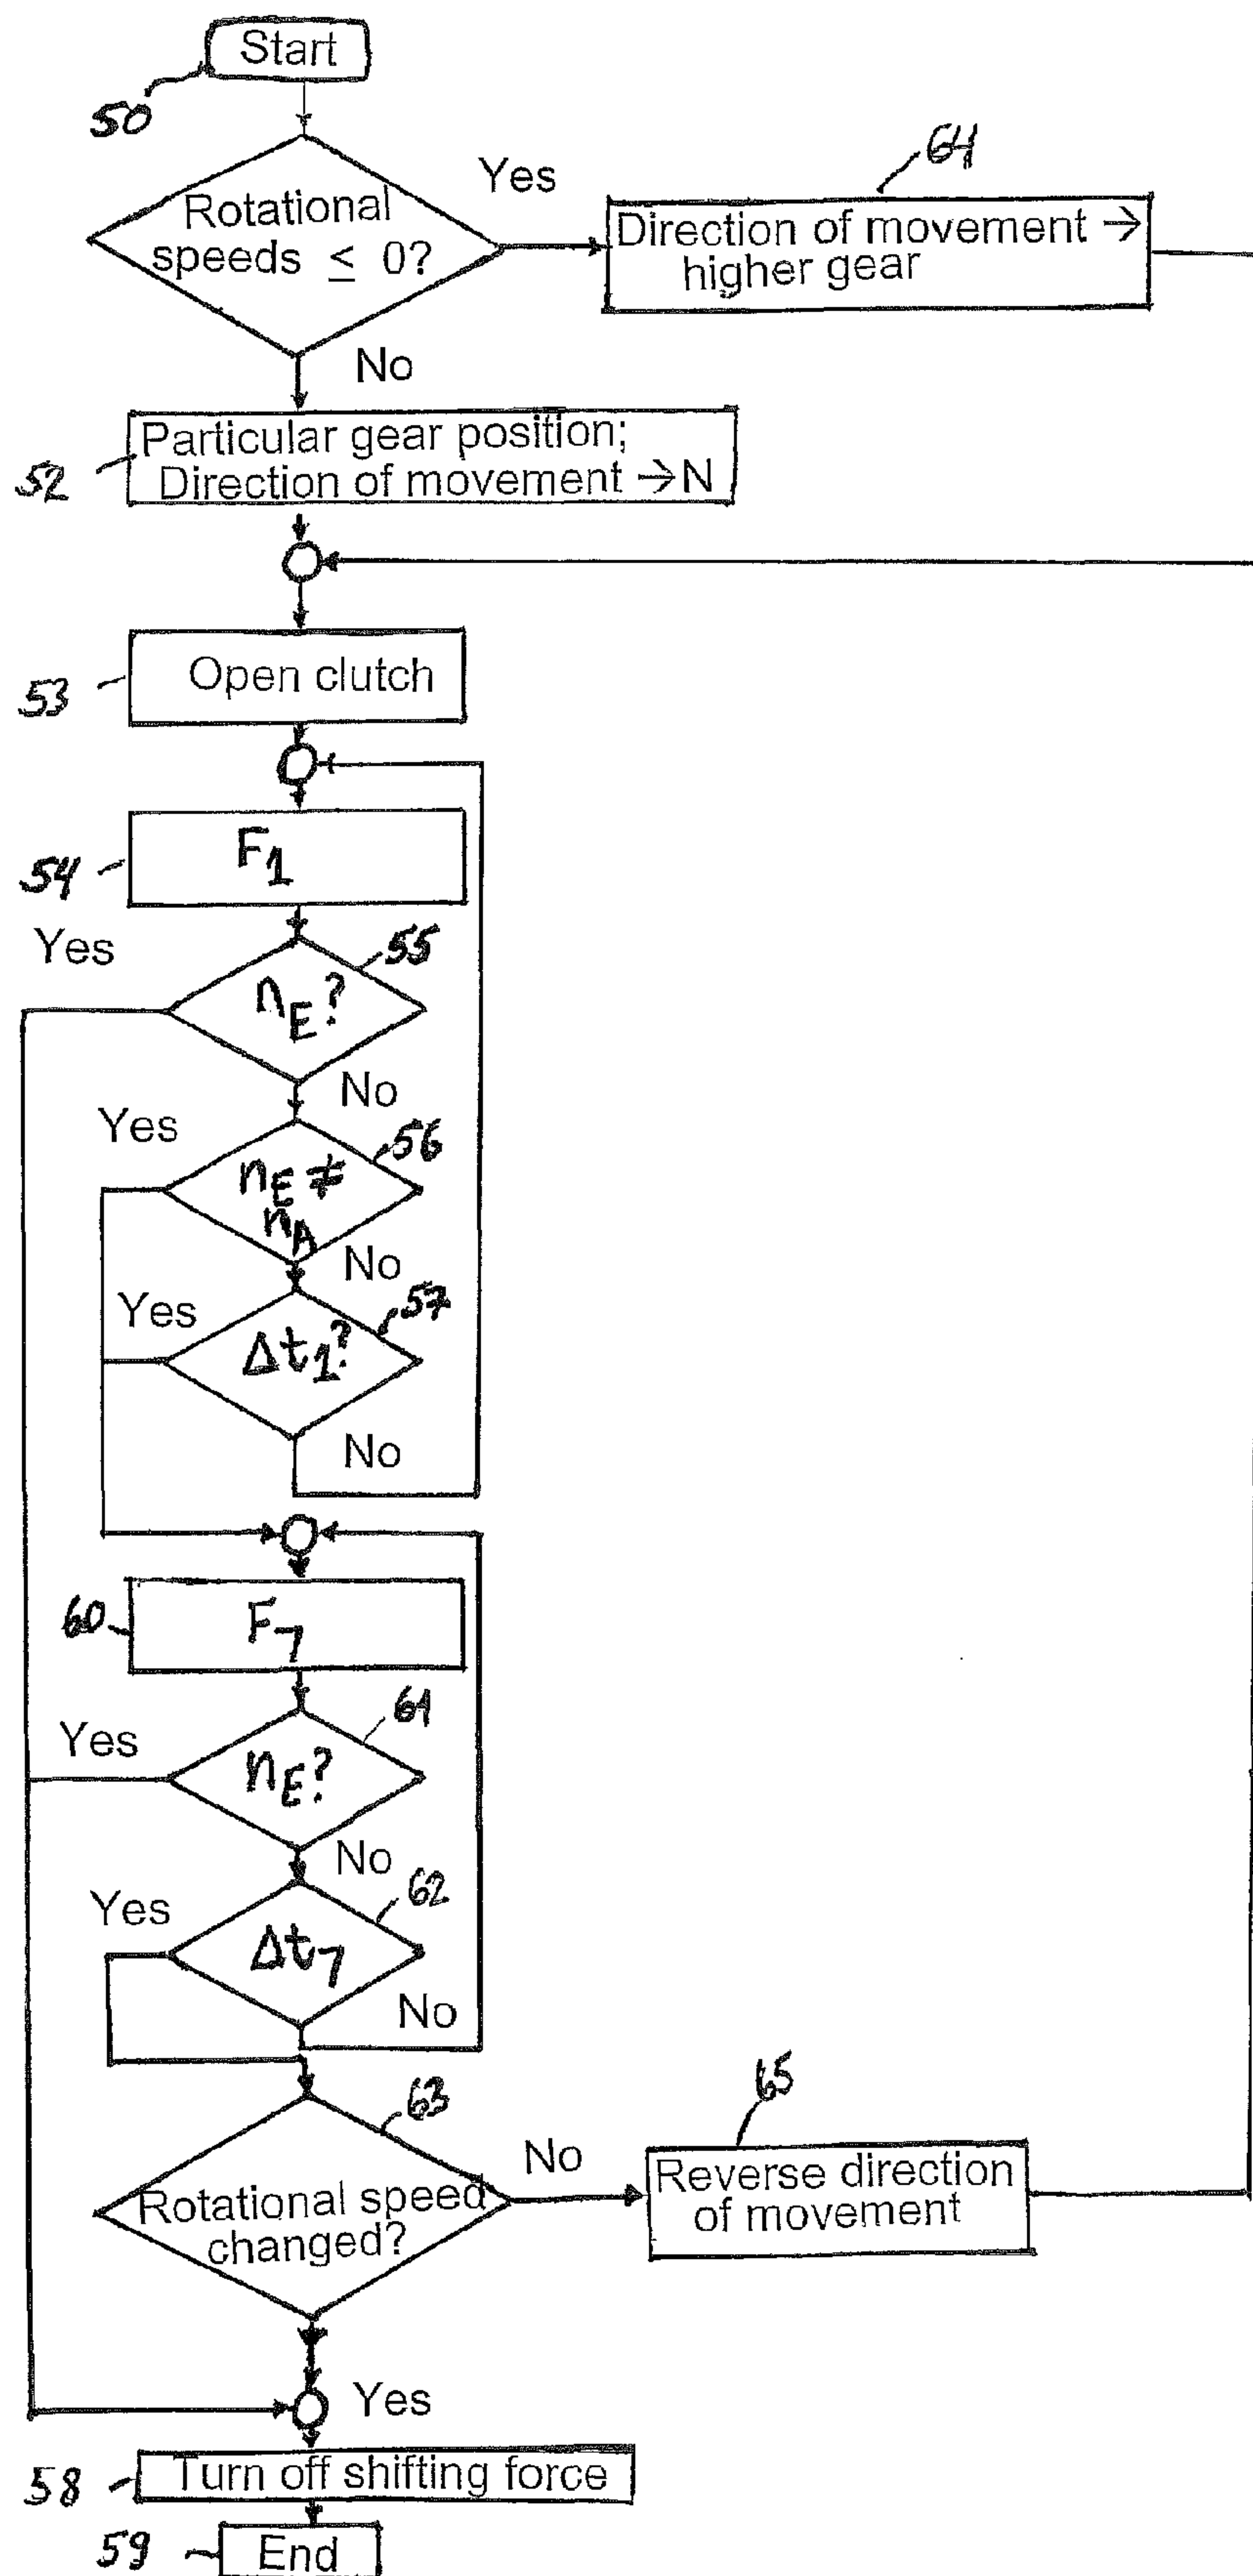 Start
50
Rotational
speeds ≤ 0?
Yes
64
Direction of movement →
higher gear
No
52
Particular gear position;
Direction of movement → N
53
Open clutch
54
F1
Yes
55
nE?
No
Yes
56
nE ≠
nA
No
Yes
57
Δt1?
No
60
F7
61
Yes
nE?
No
62
Yes
Δt7
No
63
65
Rotational speed
changed?
No
Reverse direction
of movement
Yes
58
Turn off shifting force
59
End